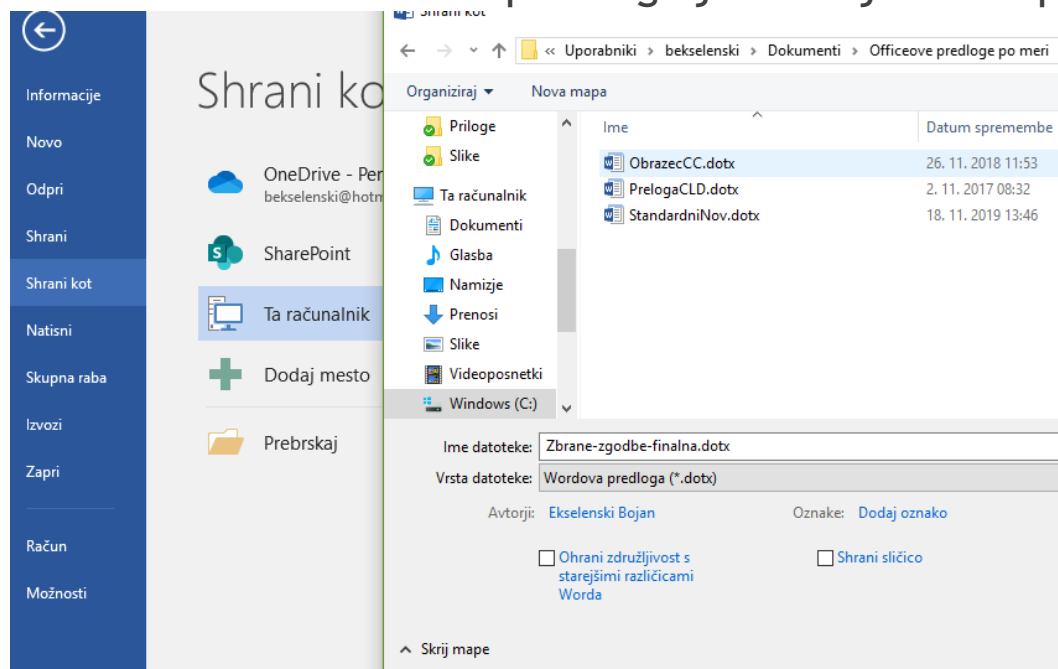 Shrani kot
« Uporabniki > bekselenski > Dokumenti > Officeove predloge po meri
Informacije
Novo
Odpri
Shrani
Shrani kot
Natisni
Skupna raba
Izvozi
Zapri
Račun
Možnosti
Shrani ko
OneDrive - Per
bekselenski@hotm
SharePoint
Ta računalnik
Dodaj mesto
Prebrskaj
Organiziraj Nova mapa
Priloge
Slike
Ta računalnik
Dokumenti
Glasba
Namizje
Prenosi
Slike
Videoposnetki
Windows (C:)
Ime Datum spremembe
ObrazecCC.dotx 26. 11. 2018 11:53
PrelogaCLD.dotx 2. 11. 2017 08:32
StandardniNov.dotx 18. 11. 2019 13:46
Ime datoteke: Zbrane-zgodbe-finalna.dotx
Vrsta datoteke: Wordova predloga (*.dotx)
Avtorji: Ekselenski Bojan Oznake: Dodaj oznako
Ohrani združljivost s
starejšimi različicami
Worda
Shrani sličico
Skrij mape